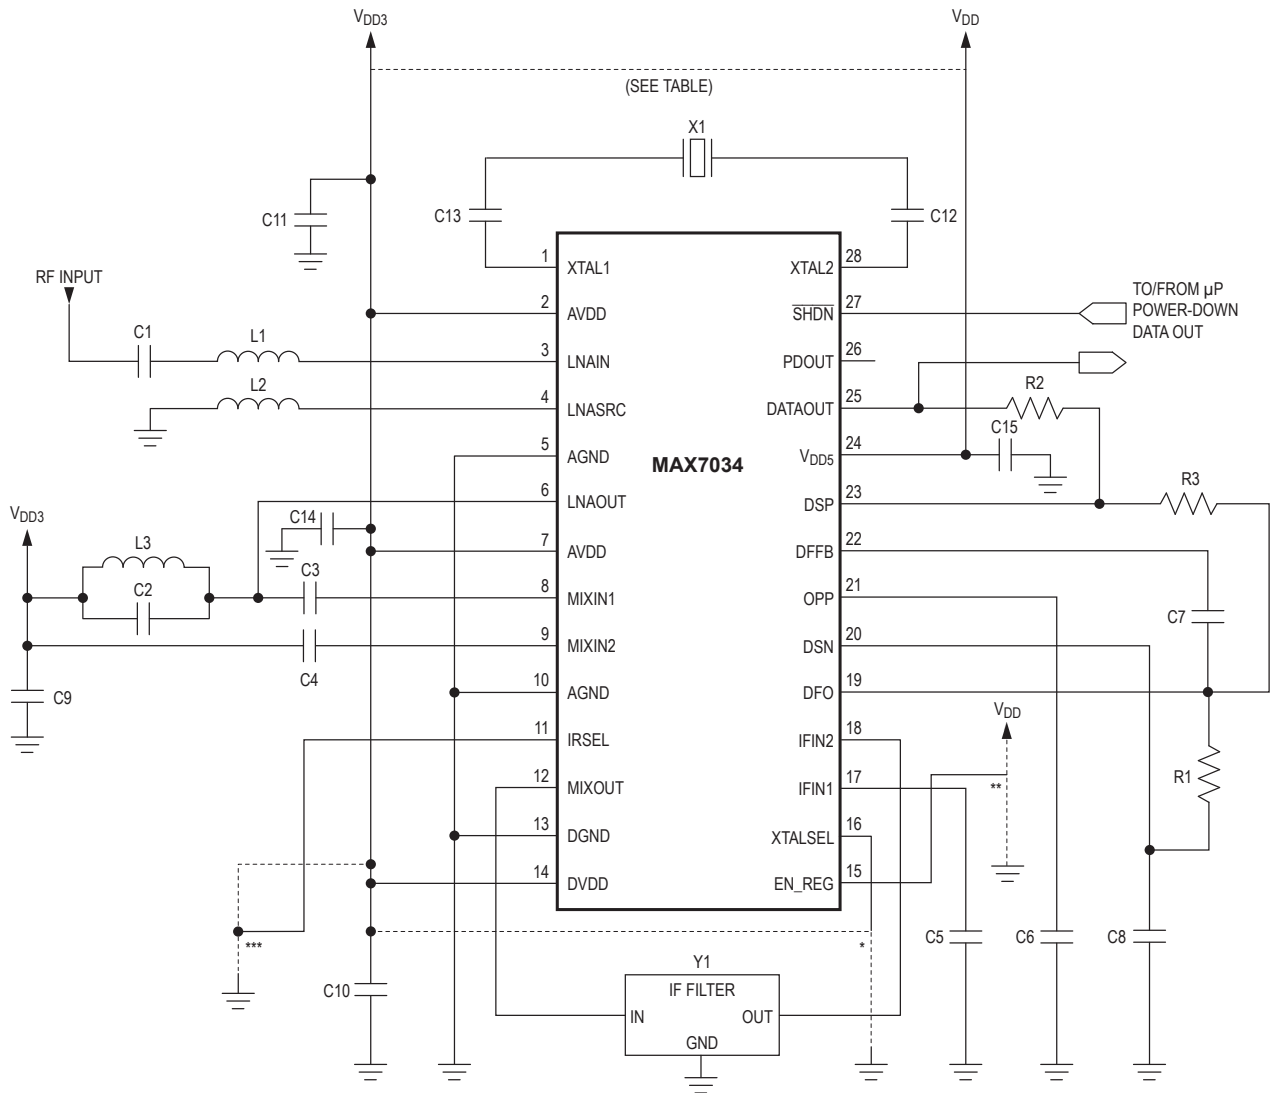 VDD3
VDD
(SEE TABLE)
X1
C11
C13
C12
RF INPUT
C1
L1
L2
1 XTAL1
2 AVDD
3 LNAIN
4 LNASRC
5 AGND
6 LNAOUT
7 AVDD
8 MIXIN1
9 MIXIN2
10 AGND
11 IRSEL
12 MIXOUT
13 DGND
14 DVDD
MAX7034
XTAL2 28
SHDN 27
PDOUT 26
DATAOUT 25
VDD5 24
DSP 23
DFFB 22
OPP 21
DSN 20
DFO 19
IFIN2 18
IFIN1 17
XTALSEL 16
EN_REG 15
TO/FROM µP
POWER-DOWN
DATA OUT
R2
C15
R3
VDD3
L3
C2
C14
C3
C4
C9
C7
VDD
**
R1
***
*
C10
Y1
IF FILTER
IN
OUT
GND
C5
C6
C8